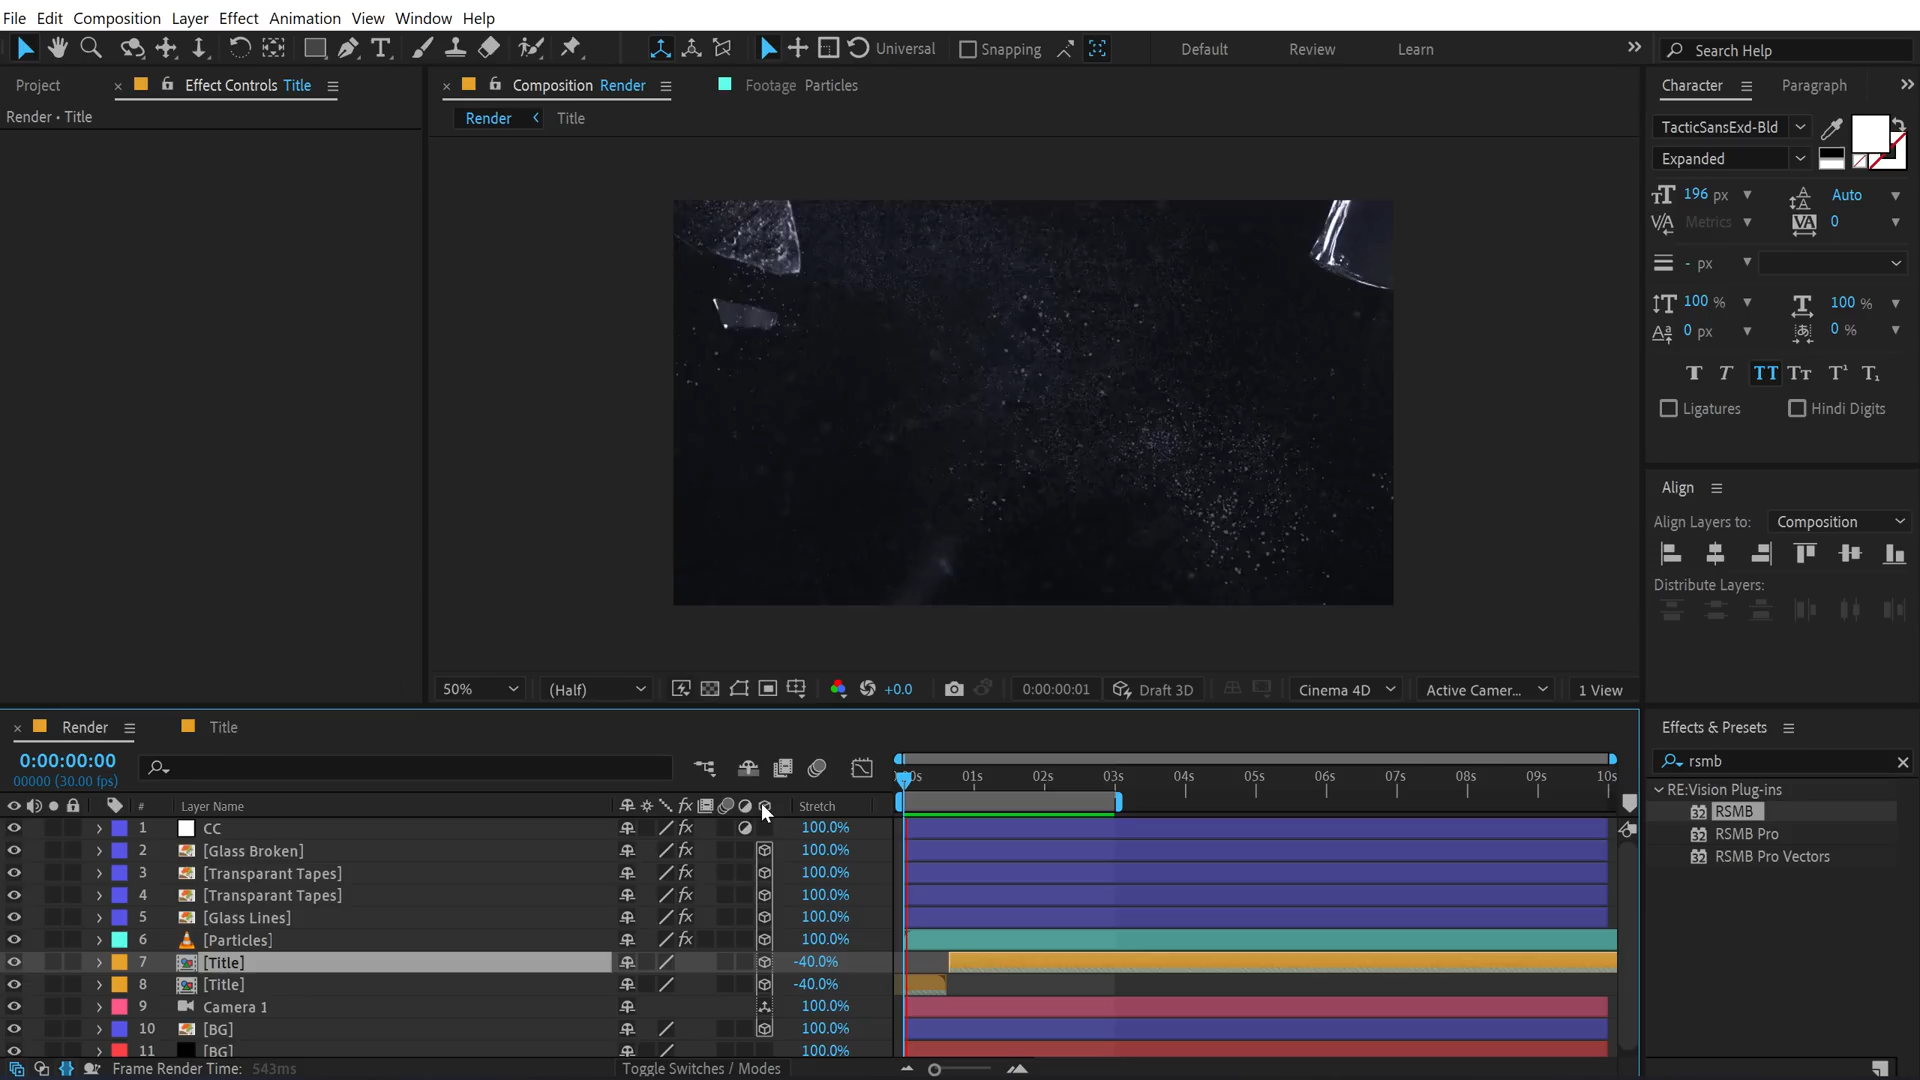 File Edit Composition Layer Effect Animation View Window Help
Universal Snapping Default Review Learn Search Help
Project Effect Controls Title Composition Render Footage Particles Character Paragraph
Render • Title Render Title
TacticSansExd-Bld
Expanded
196 px Auto
Metrics 0
- px
100 % 100 %
0 px 0 %
Ligatures Hindi Digits
Align
Align Layers to: Composition
Distribute Layers:
50% (Half) +0.0 0:00:00:01 Draft 3D Cinema 4D Active Camer... 1 View
Render Title
Effects & Presets
0:00:00:00
00000 (30.00 fps)
rsmb
01s 02s 03s 04s 05s 06s 07s 08s 09s 10s
# Layer Name Stretch
RE:Vision Plug-ins
RSMB
RSMB Pro
RSMB Pro Vectors
1 CC 100.0%
2 [Glass Broken] 100.0%
3 [Transparant Tapes] 100.0%
4 [Transparant Tapes] 100.0%
5 [Glass Lines] 100.0%
6 [Particles] 100.0%
7 [Title] -40.0%
8 [Title] -40.0%
9 Camera 1 100.0%
10 [BG] 100.0%
11 [BG] 100.0%
Frame Render Time: 543ms Toggle Switches / Modes